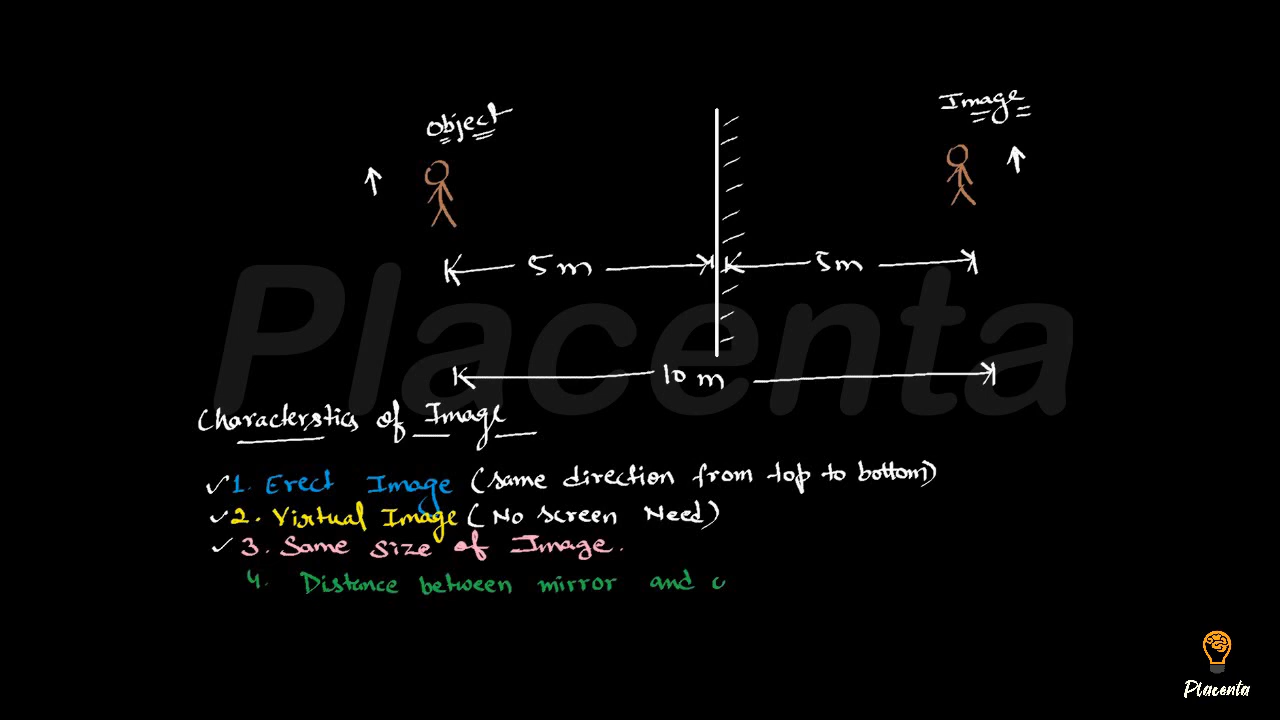 Object
Image
5 m
5m
10 m
Placenta
Characterstics of Image
1. Erect Image (same direction from top to bottom)
2. Virtual Image (No screen Need)
3. Same size of Image.
4. Distance between mirror and
Placenta